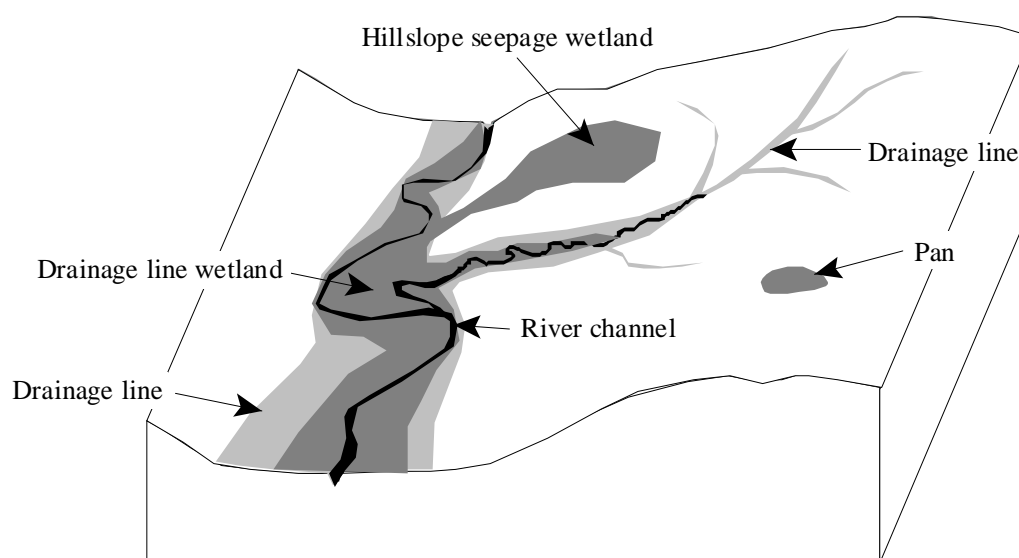 Hillslope seepage wetland
Drainage line
Pan
Drainage line wetland
River channel
Drainage line